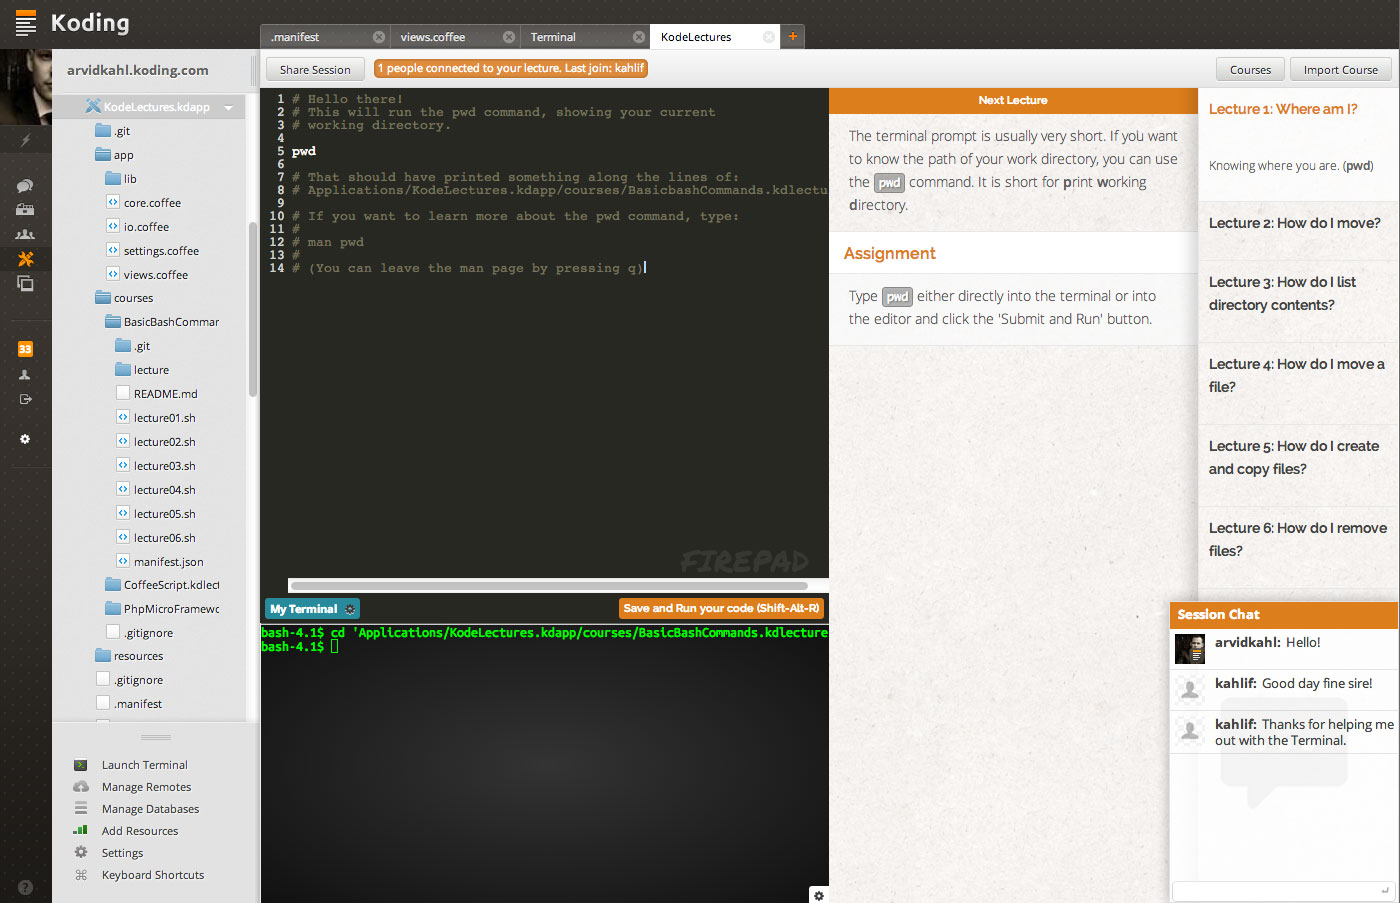 Koding
.manifest
views.coffee
Terminal
KodeLectures
+
arvidkahl.koding.com
Share Session
1 people connected to your lecture. Last join: kahlif
Courses
Import Course
KodeLectures.kdapp
.git
app
lib
core.coffee
io.coffee
settings.coffee
views.coffee
courses
BasicBashCommar
.git
lecture
README.md
lecture01.sh
lecture02.sh
lecture03.sh
lecture04.sh
lecture05.sh
lecture06.sh
manifest.json
CoffeeScript.kdlect
PhpMicroFramewc
.gitignore
resources
.gitignore
.manifest
33
Launch Terminal
Manage Remotes
Manage Databases
Add Resources
Settings
Keyboard Shortcuts
?
1 # Hello there!
2 # This will run the pwd command, showing your current
3 # working directory.
4
5 pwd
6
7 # That should have printed something along the lines of:
8 # Applications/KodeLectures.kdapp/courses/BasicbashCommands.kdlectu
9
10 # If you want to learn more about the pwd command, type:
11 #
12 # man pwd
13 #
14 # (You can leave the man page by pressing q)
FIREPAD
My Terminal
Save and Run your code (Shift-Alt-R)
bash-4.1$ cd 'Applications/KodeLectures.kdapp/courses/BasicBashCommands.kdlecture
bash-4.1$
Next Lecture
The terminal prompt is usually very short. If you want
to know the path of your work directory, you can use
the pwd command. It is short for print working
directory.
Assignment
Type pwd either directly into the terminal or into
the editor and click the 'Submit and Run' button.
Lecture 1: Where am I?
Knowing where you are. (pwd)
Lecture 2: How do I move?
Lecture 3: How do I list
directory contents?
Lecture 4: How do I move a
file?
Lecture 5: How do I create
and copy files?
Lecture 6: How do I remove
files?
Session Chat
arvidkahl: Hello!
kahlif: Good day fine sire!
kahlif: Thanks for helping me
out with the Terminal.